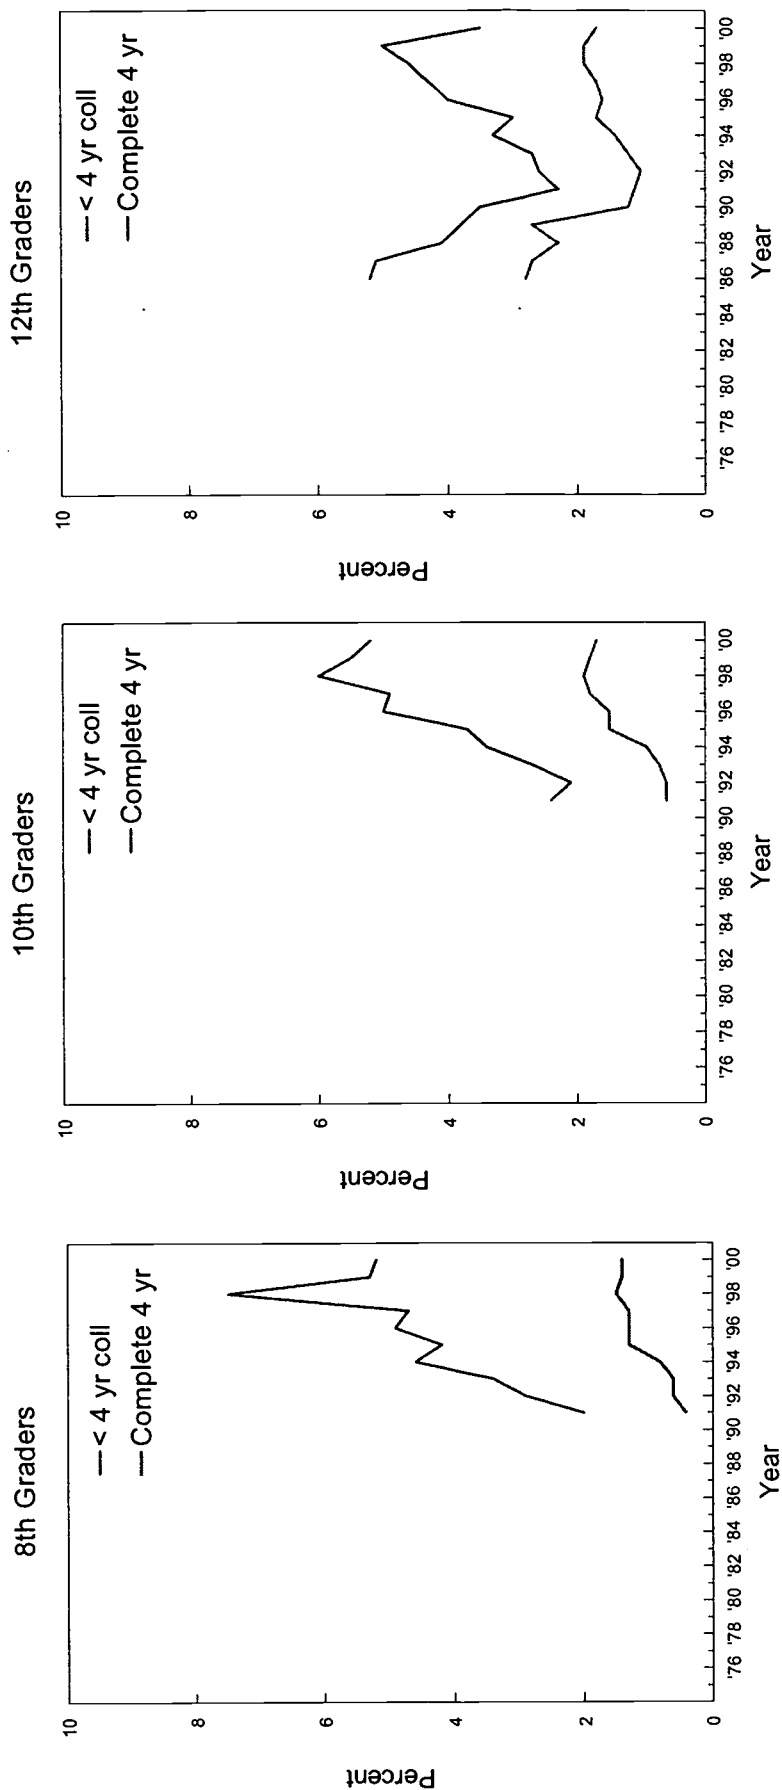 8th Graders
— < 4 yr coll
— Complete 4 yr
10
8
6
4
2
0
Percent
'76 '78 '80 '82 '84 '86 '88 '90 '92 '94 '96 '98 '00
Year
10th Graders
— < 4 yr coll
— Complete 4 yr
10
8
6
4
2
0
Percent
'76 '78 '80 '82 '84 '86 '88 '90 '92 '94 '96 '98 '00
Year
12th Graders
— < 4 yr coll
— Complete 4 yr
10
8
6
4
2
0
Percent
'76 '78 '80 '82 '84 '86 '88 '90 '92 '94 '96 '98 '00
Year